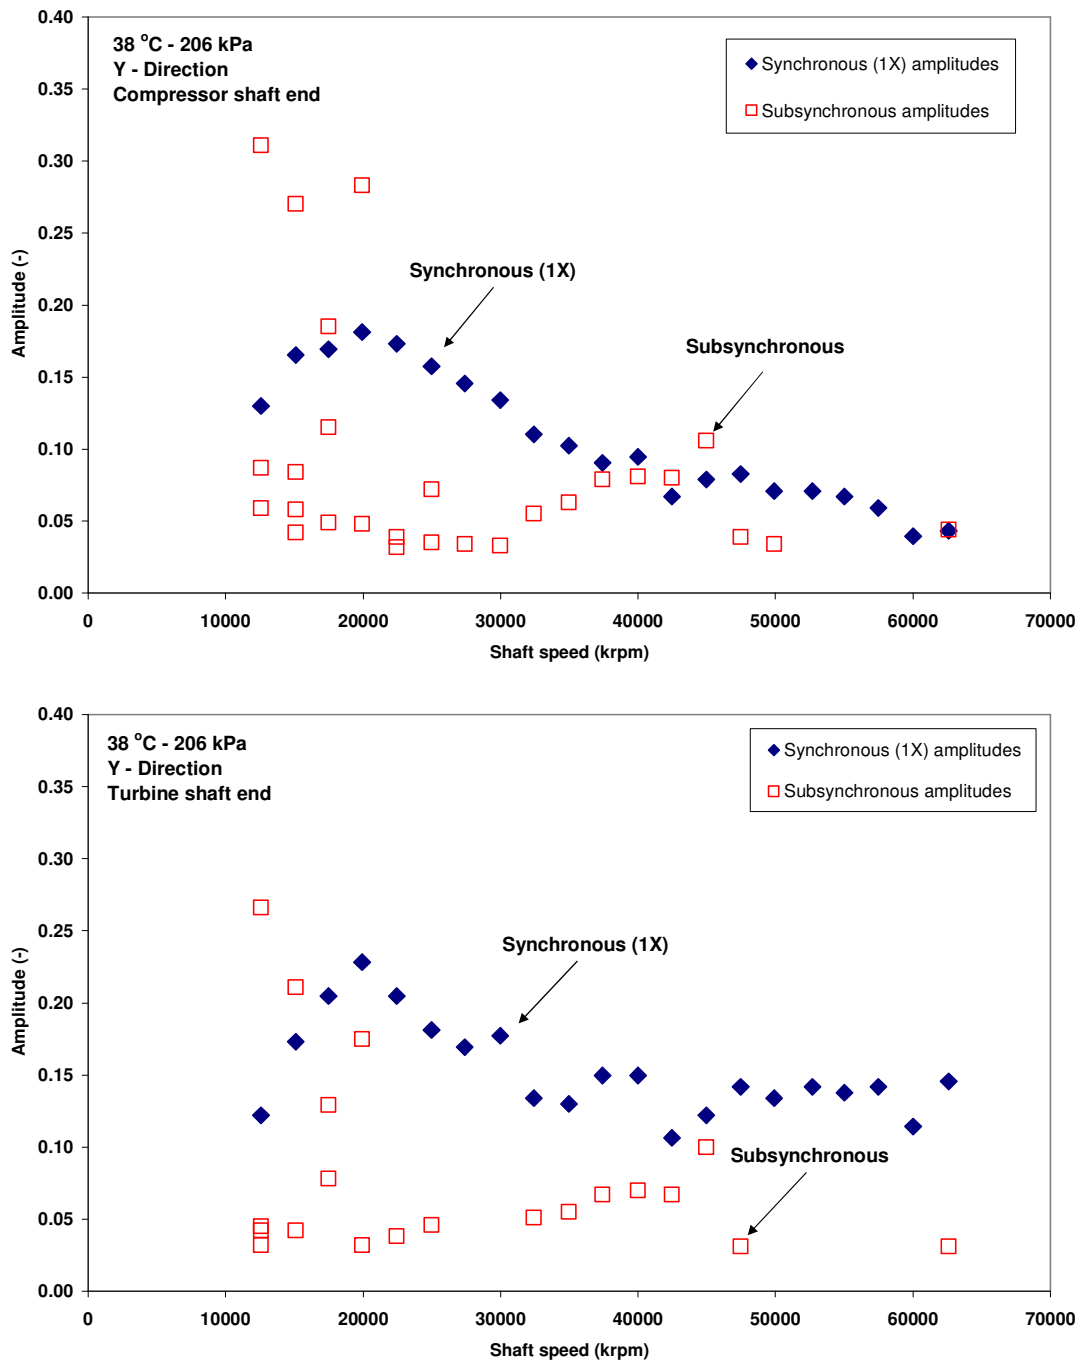 38 °C - 206 kPa
Y - Direction
Compressor shaft end
Synchronous (1X) amplitudes
Subsynchronous amplitudes
Synchronous (1X)
Subsynchronous
Amplitude (-)
0.40
0.35
0.30
0.25
0.20
0.15
0.10
0.05
0.00
0 10000 20000 30000 40000 50000 60000 70000
Shaft speed (krpm)
38 °C - 206 kPa
Y - Direction
Turbine shaft end
Synchronous (1X) amplitudes
Subsynchronous amplitudes
Synchronous (1X)
Subsynchronous
Amplitude (-)
0.40
0.35
0.30
0.25
0.20
0.15
0.10
0.05
0.00
0 10000 20000 30000 40000 50000 60000 70000
Shaft speed (krpm)